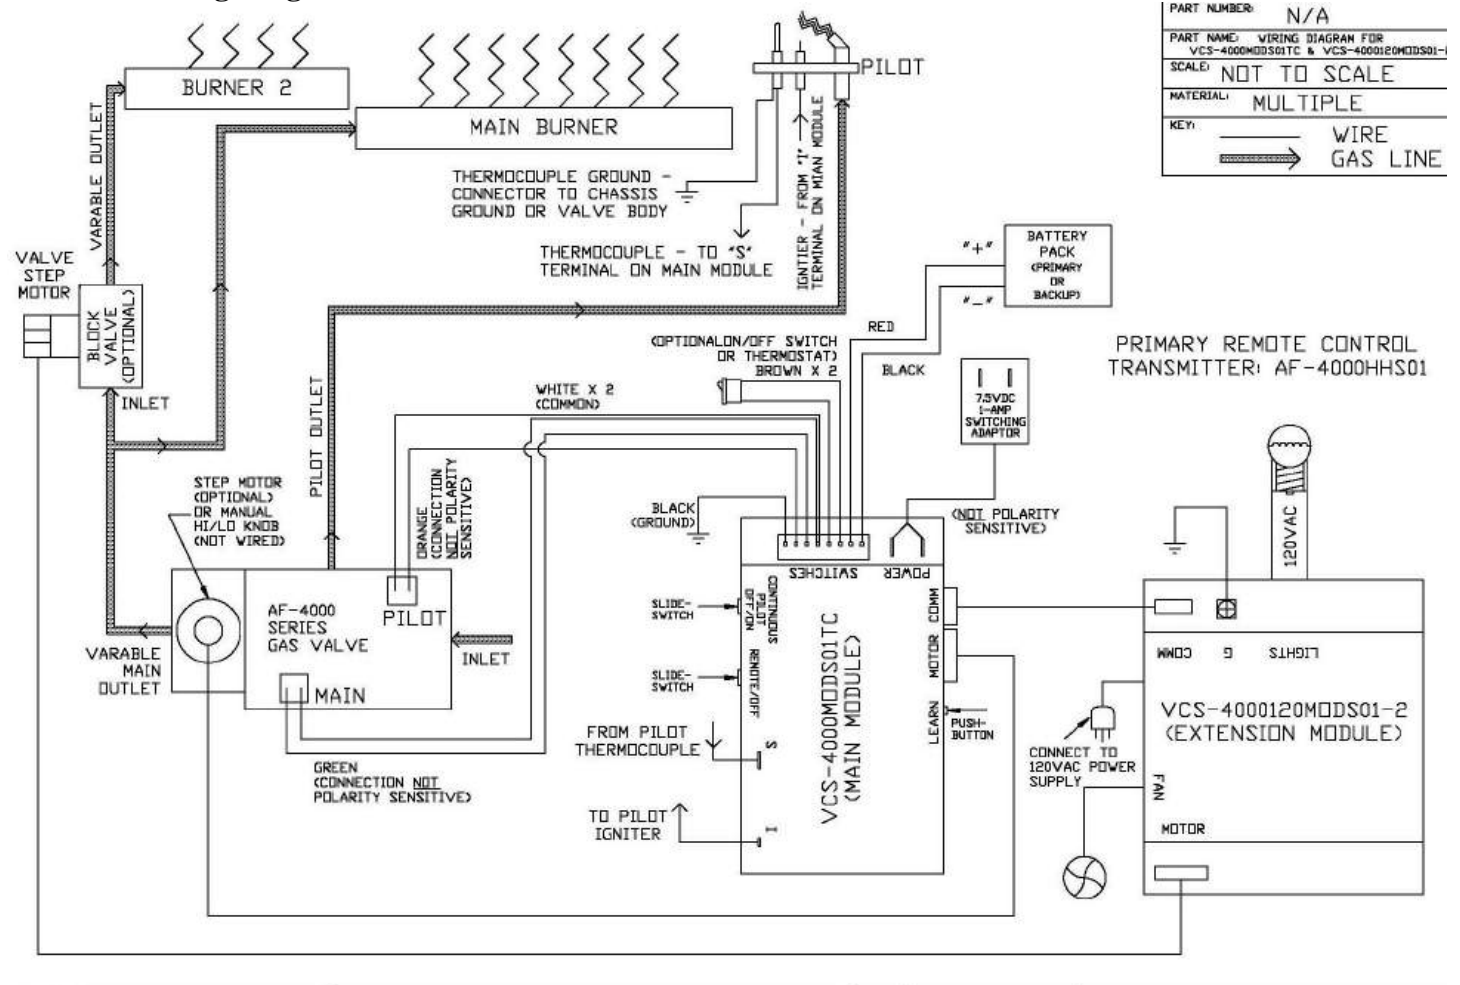 PART NUMBER:
N/A
PART NAME: WIRING DIAGRAM FOR
VCS-4000MODS01TC & VCS-4000120MODS01-
SCALE: NOT TO SCALE
MATERIAL: MULTIPLE
KEY:
WIRE
GAS LINE
BURNER 2
MAIN BURNER
PILOT
VARABLE OUTLET
THERMOCOUPLE GROUND -
CONNECTOR TO CHASSIS
GROUND OR VALVE BODY
THERMOCOUPLE - TO "S"
TERMINAL ON MAIN MODULE
IGNTIER - FROM "I"
TERMINAL ON MIAN MODULE
VALVE
STEP
MOTOR
BLOCK
VALVE
(OPTIONAL)
INLET
"+"
"-"
BATTERY
PACK
(PRIMARY
OR
BACKUP)
RED
BLACK
(OPTIONALON/OFF SWITCH
OR THERMOSTAT)
BROWN X 2
WHITE X 2
(COMMON)
7.5VDC
1-AMP
SWITCHING
ADAPTOR
PRIMARY REMOTE CONTROL
TRANSMITTER: AF-4000HHS01
PILOT OUTLET
STEP MOTOR
(OPTIONAL)
OR MANUAL
HI/LO KNOB
(NOT WIRED)
ORANGE
(CONNECTION
NOT POLARITY
SENSITIVE)
BLACK
(GROUND)
(NOT POLARITY
SENSITIVE)
120VAC
SWITCHES
POWER
AF-4000
SERIES
GAS VALVE
PILOT
MAIN
INLET
VARABLE
MAIN
OUTLET
SLIDE-
SWITCH
CONTINUOUS
PILOT
OFF/ON
SLIDE-
SWITCH
REMOTE/OFF
VCS-4000MODS01TC
(MAIN MODULE)
COMM
MOTOR
LEARN
PUSH-
BUTTON
FROM PILOT
THERMOCOUPLE
S
TO PILOT
IGNITER
I
GREEN
(CONNECTION NOT
POLARITY SENSITIVE)
COMM
G
LIGHTS
VCS-4000120MODS01-2
(EXTENSION MODULE)
CONNECT TO
120VAC POWER
SUPPLY
FAN
MOTOR